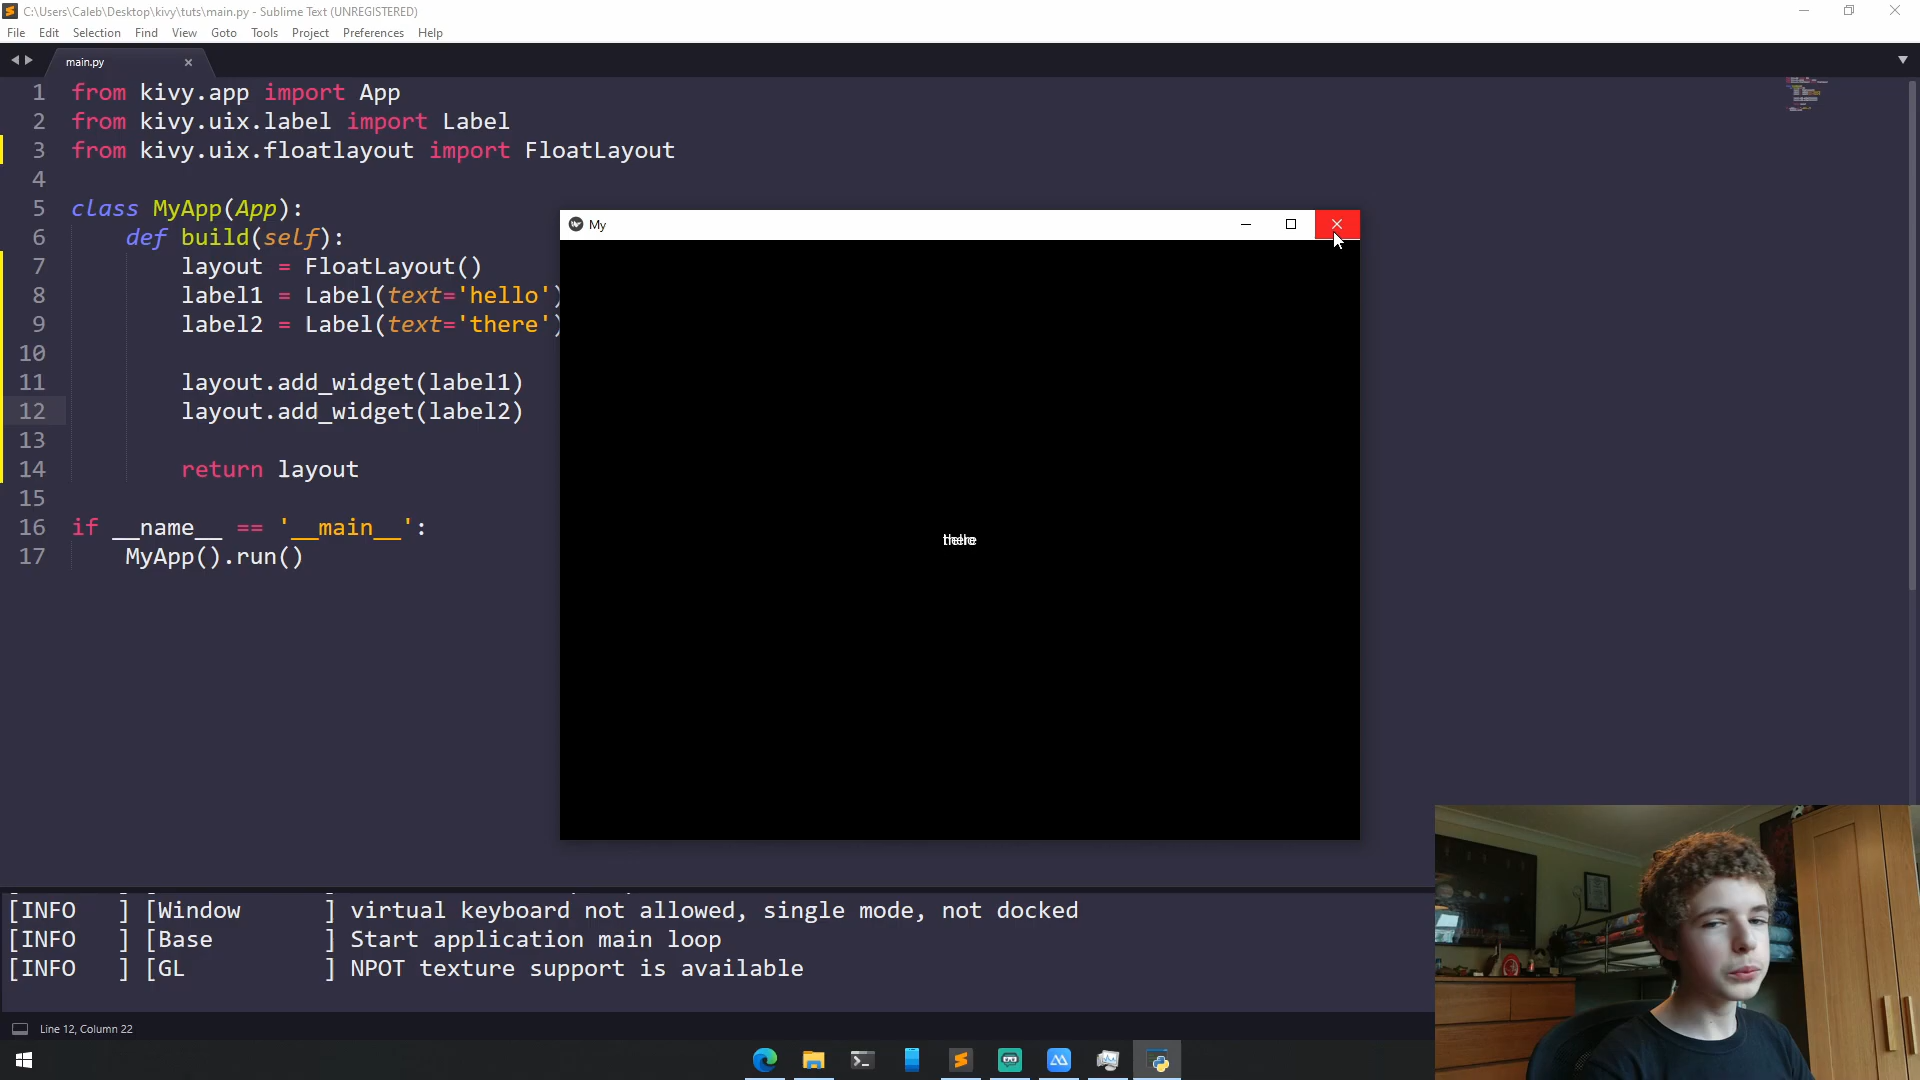 C:\Users\Caleb\Desktop\kivy\tuts\main.py - Sublime Text (UNREGISTERED)
File Edit Selection Find View Goto Tools Project Preferences Help
main.py
1 from kivy.app import App
2 from kivy.uix.label import Label
3 from kivy.uix.floatlayout import FloatLayout
4
5 class MyApp(App):
6 def build(self):
7 layout = FloatLayout()
8 label1 = Label(text='hello')
9 label2 = Label(text='there')
10
11 layout.add_widget(label1)
12 layout.add_widget(label2)
13
14 return layout
15
16 if __name__ == '__main__':
17 MyApp().run()
My
[INFO ] [Window ] virtual keyboard not allowed, single mode, not docked
[INFO ] [Base ] Start application main loop
[INFO ] [GL ] NPOT texture support is available
Line 12, Column 22